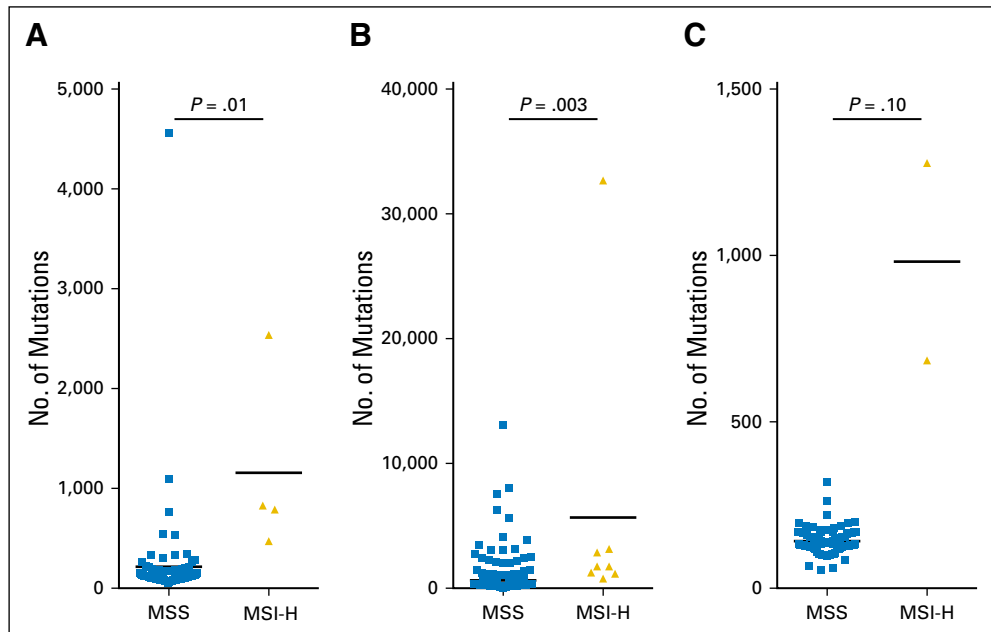 A
B
C
No. of Mutations
5,000
4,000
3,000
2,000
1,000
0
P = .01
MSS
MSI-H
No. of Mutations
40,000
30,000
20,000
10,000
0
P = .003
MSS
MSI-H
No. of Mutations
1,500
1,000
500
0
P = .10
MSS
MSI-H